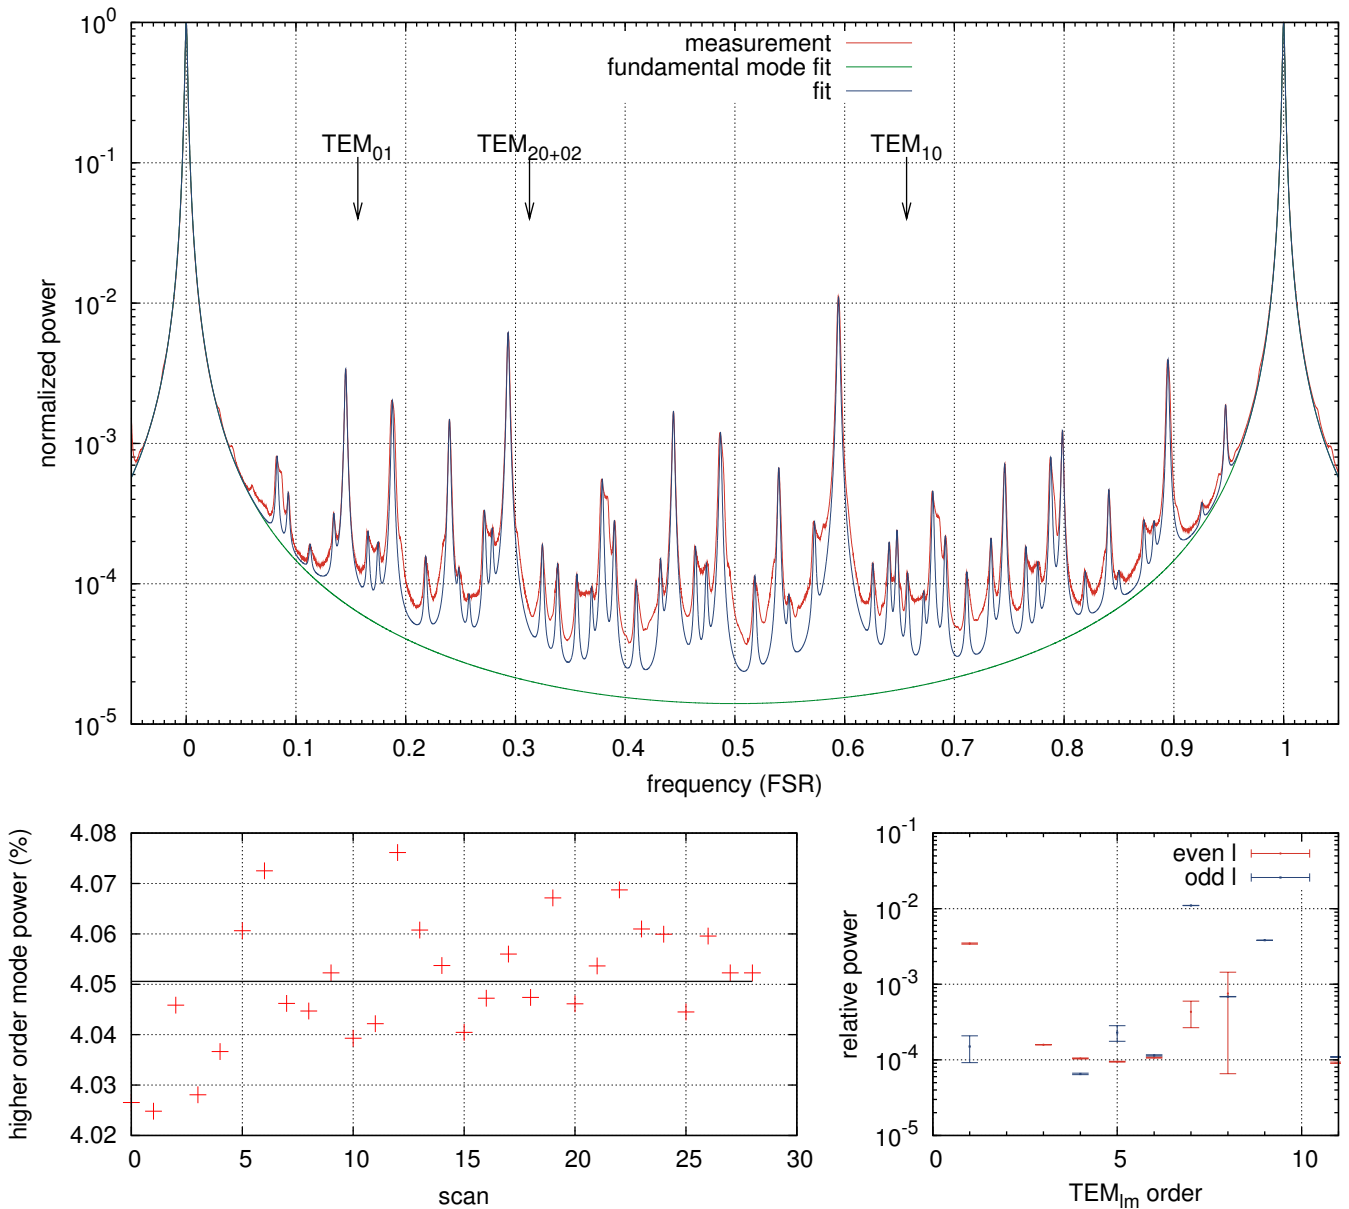 measurement
fundamental mode fit
fit
TEM01
TEM20+02
TEM10
normalized power
10^0
10^-1
10^-2
10^-3
10^-4
10^-5
0 0.1 0.2 0.3 0.4 0.5 0.6 0.7 0.8 0.9 1
frequency (FSR)
higher order mode power (%)
4.08
4.07
4.06
4.05
4.04
4.03
4.02
0 5 10 15 20 25 30
scan
even l
odd l
relative power
10^-1
10^-2
10^-3
10^-4
10^-5
0 5 10
TEMlm order